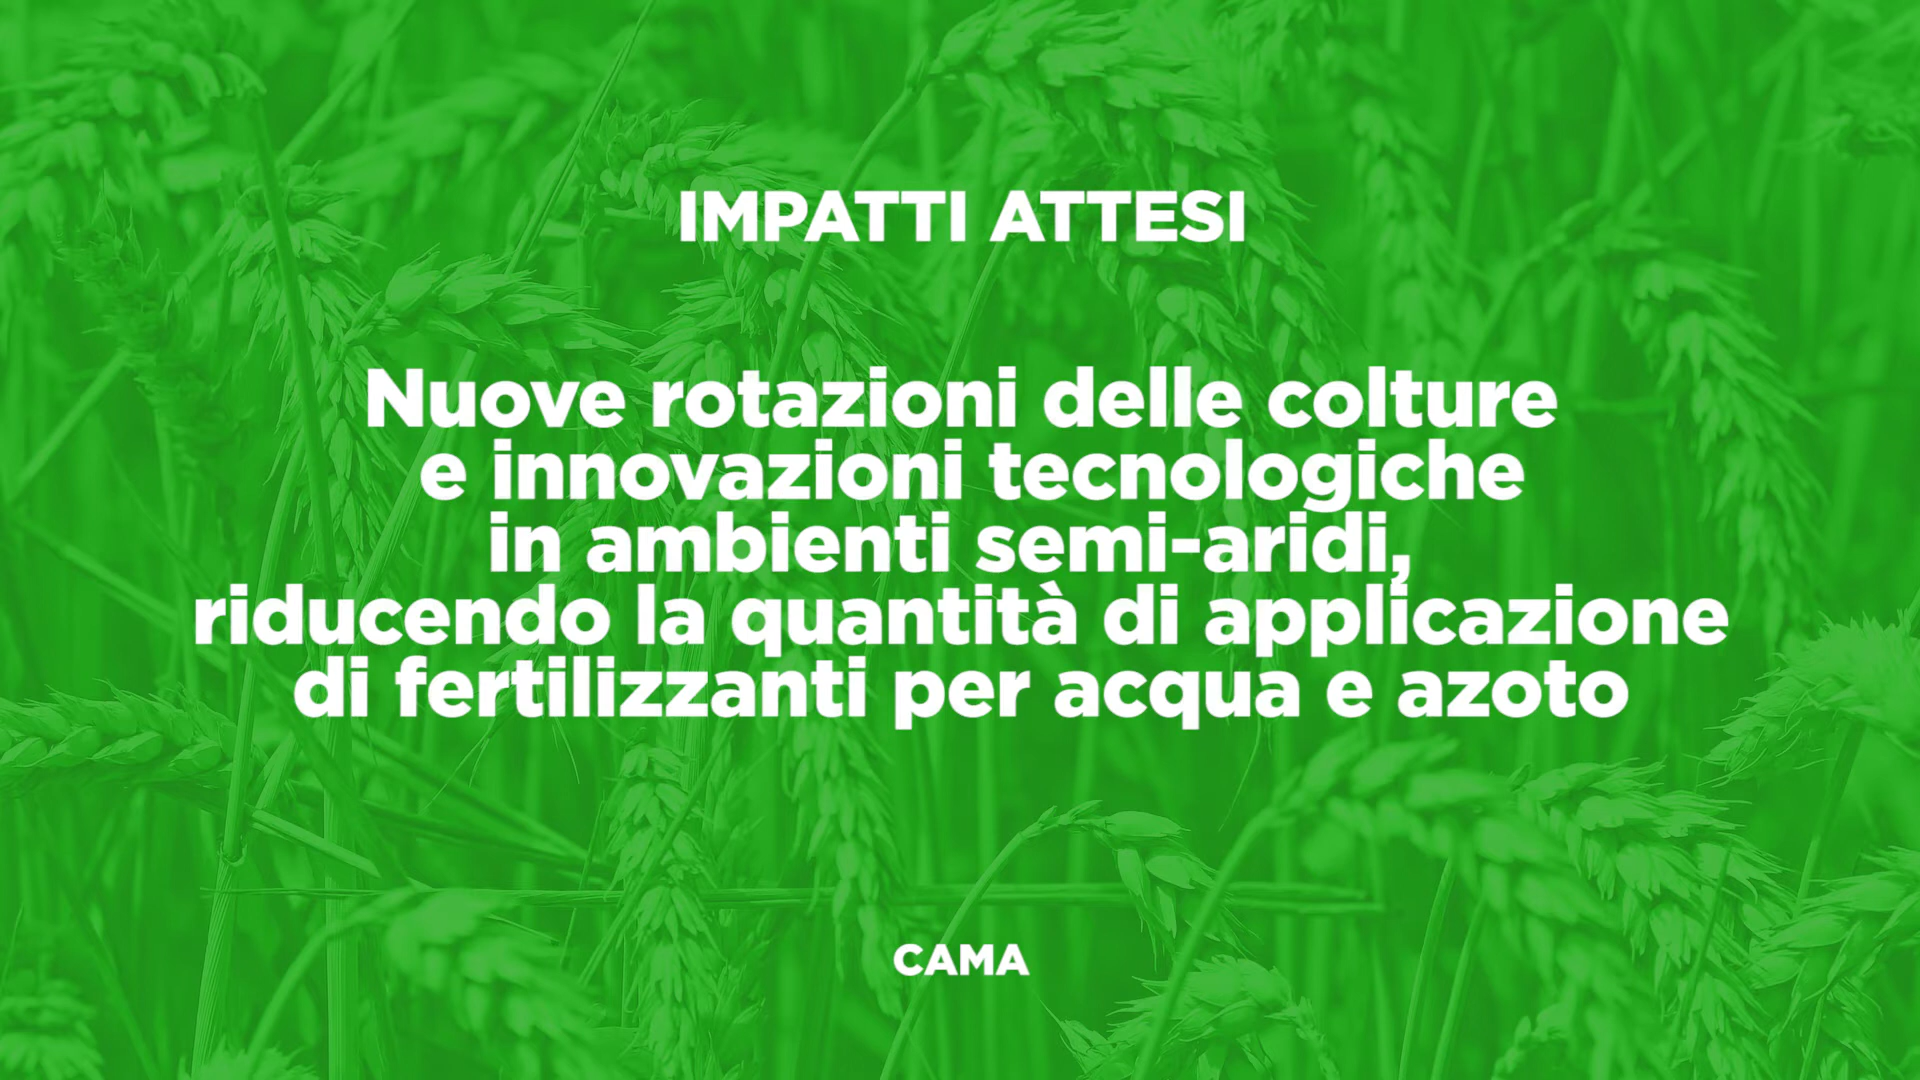 IMPATTI ATTESI
Nuove rotazioni delle colture
e innovazioni tecnologiche
in ambienti semi-aridi,
riducendo la quantità di applicazione
di fertilizzanti per acqua e azoto
CAMA